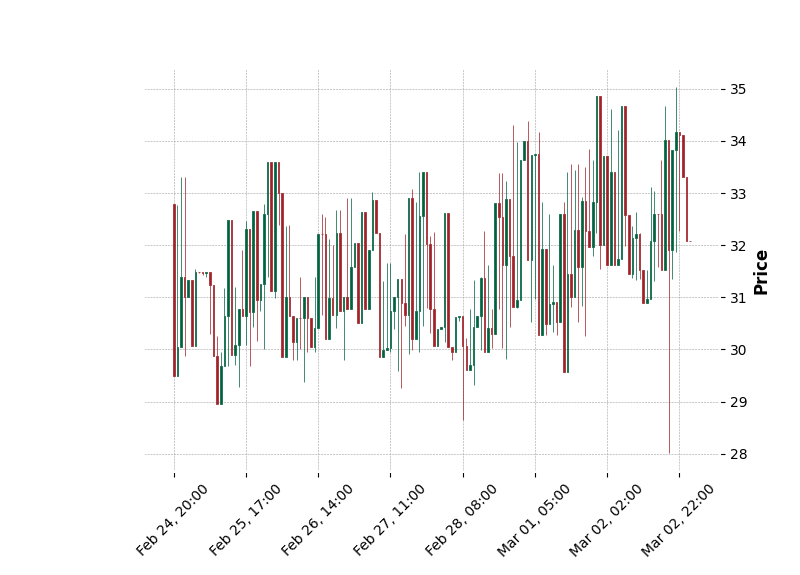 35
34
33
32
31
30
29
28
Price
Feb 24, 20:00
Feb 25, 17:00
Feb 26, 14:00
Feb 27, 11:00
Feb 28, 08:00
Mar 01, 05:00
Mar 02, 02:00
Mar 02, 22:00